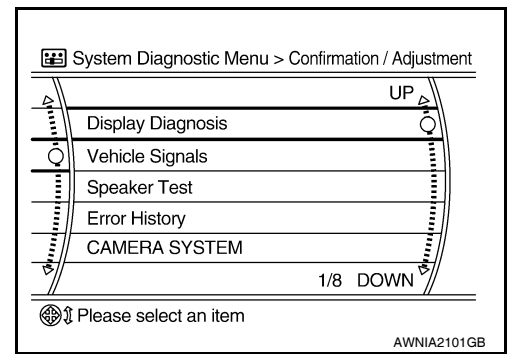 System Diagnostic Menu > Confirmation / Adjustment
UP
Display Diagnosis
Vehicle Signals
Speaker Test
Error History
CAMERA SYSTEM
1/8 DOWN
Please select an item
AWNIA2101GB